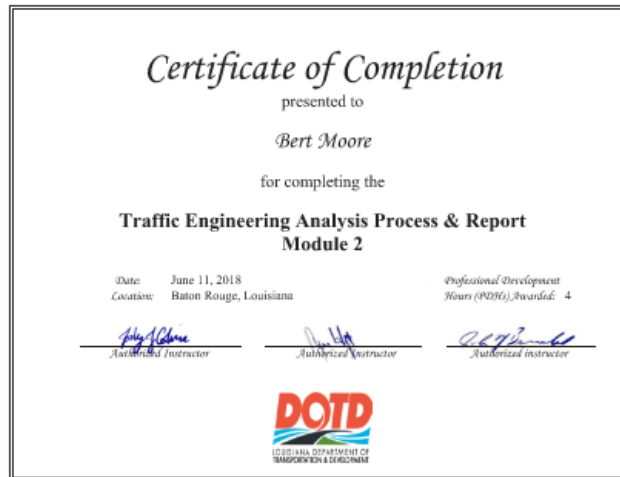 Certificate of Completion
presented to
Bert Moore
for completing the
Traffic Engineering Analysis Process & Report
Module 2
Date: June 11, 2018
Location: Baton Rouge, Louisiana
Professional Development
Hours (PDHs) Awarded: 4
Authorized Instructor
Authorized Instructor
Authorized instructor
DOTD
LOUISIANA DEPARTMENT OF
TRANSPORTATION & DEVELOPMENT